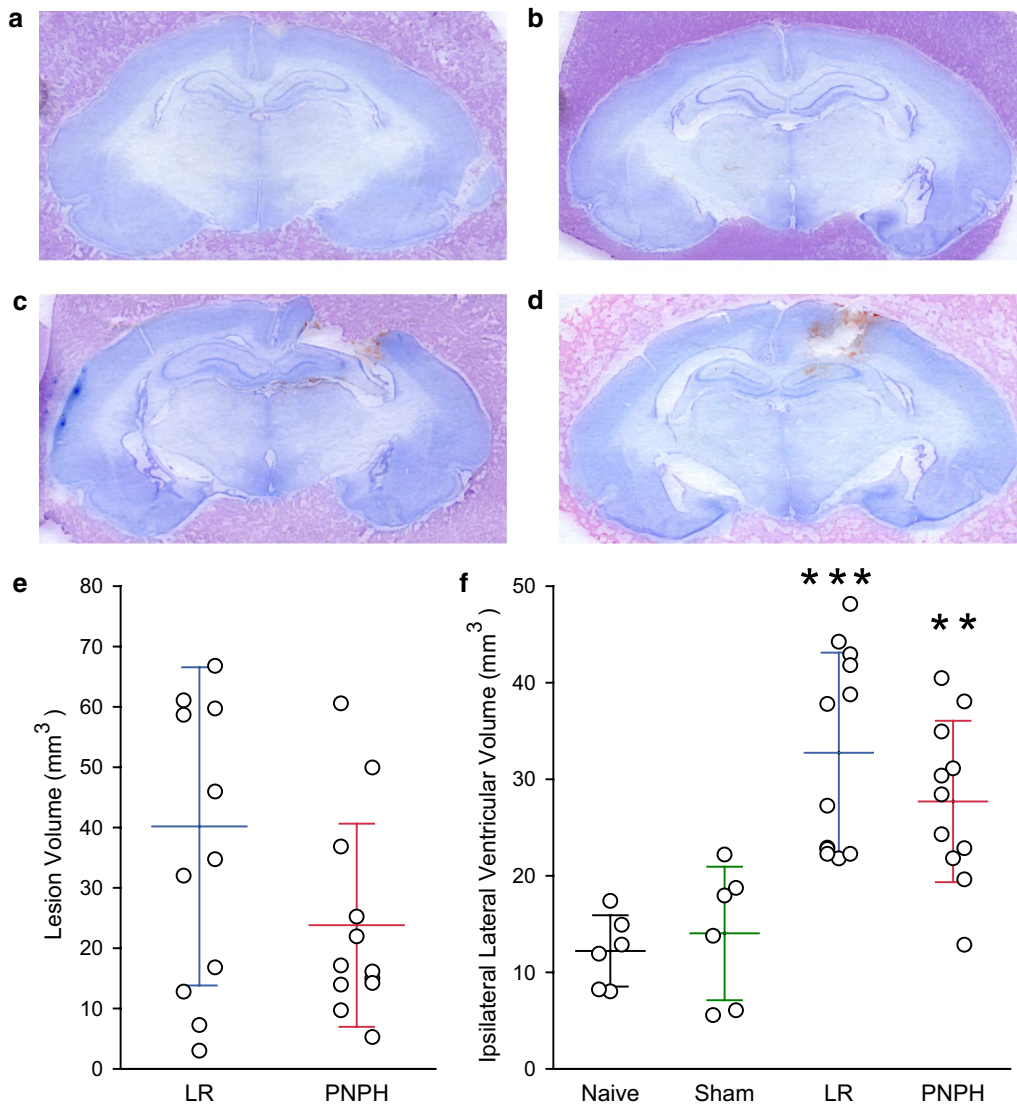 a
b
c
d
e
80
70
60
50
40
30
20
10
0
Lesion Volume (mm3)
LR
PNPH
f
50
40
30
20
10
0
Ipsilateral Lateral Ventricular Volume (mm3)
***
**
Naive
Sham
LR
PNPH